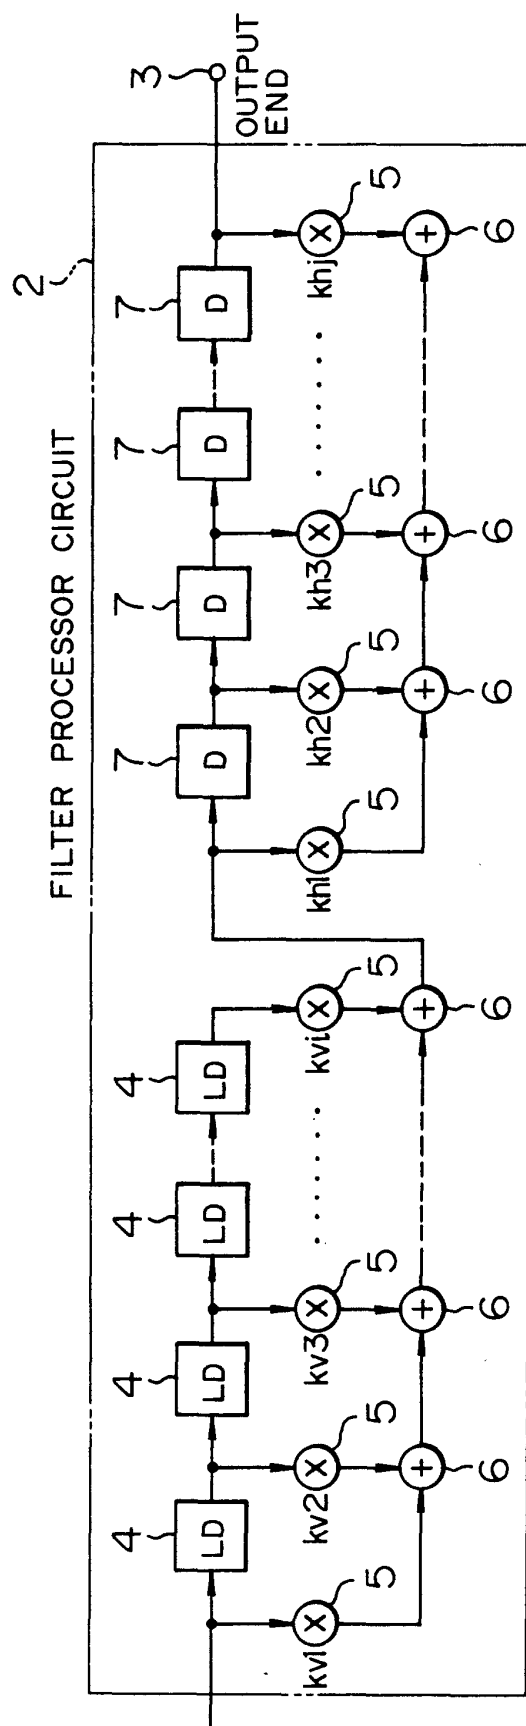 FILTER PROCESSOR CIRCUIT
2
3
OUTPUT
END
4 4 4 4 7 7 7 7
LD LD LD LD D D D D
kv1 X 5 kv2 X 5 kv3 X 5 ....... kvi X 5 kh1 X 5 kh2 X 5 kh3 X 5 ....... khj X 5
+ + + + + +
6 6 6 6 6 6